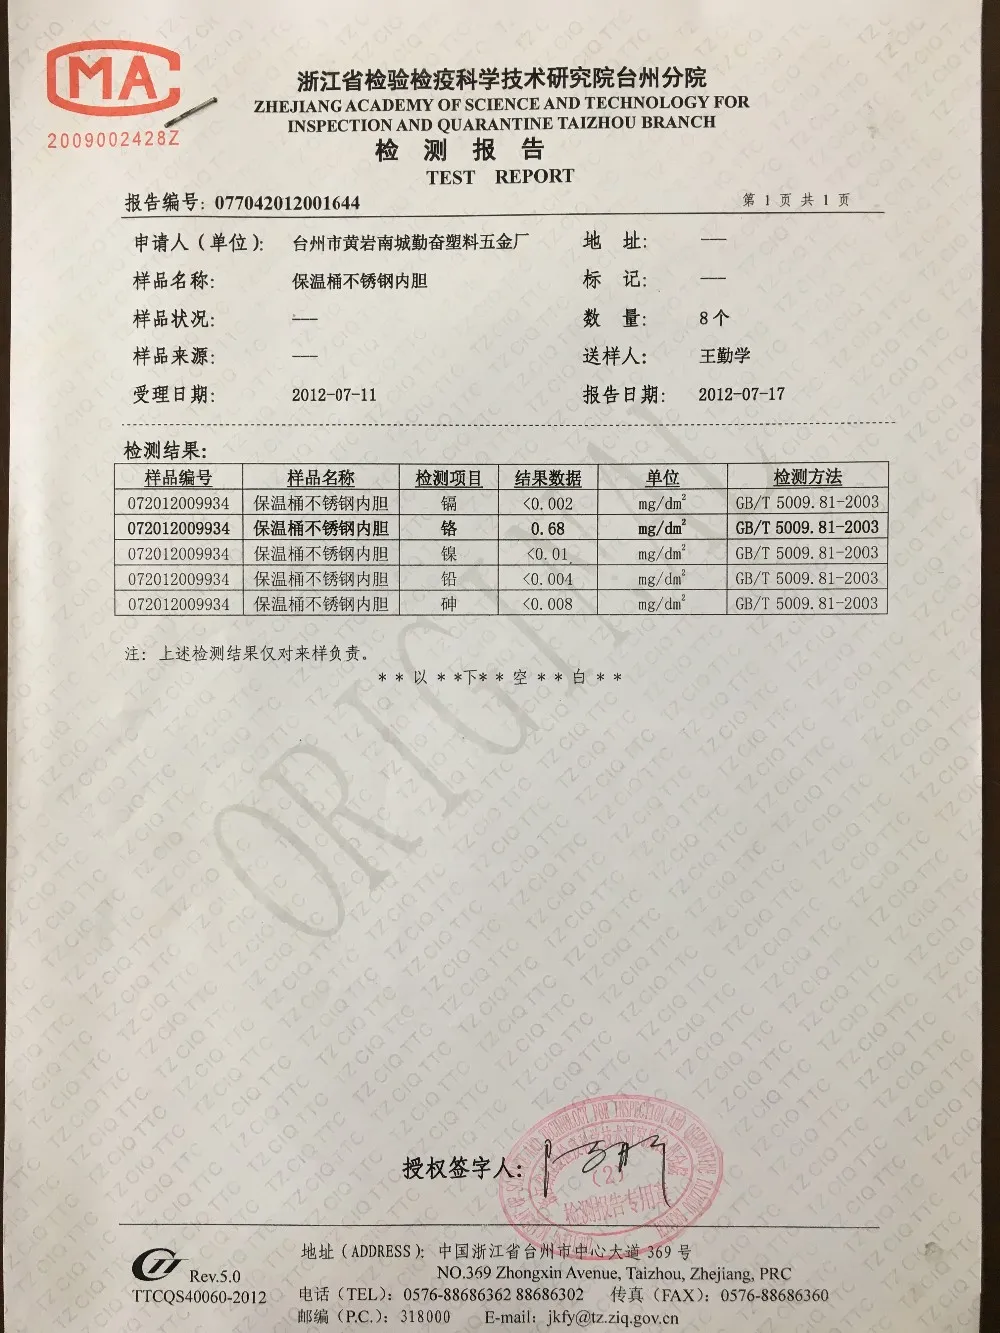 MA
2009002428Z
浙江省检验检疫科学技术研究院台州分院
ZHEJIANG ACADEMY OF SCIENCE AND TECHNOLOGY FOR
INSPECTION AND QUARANTINE TAIZHOU BRANCH
检 测 报 告
TEST REPORT
报告编号: 077042012001644 第 1 页 共 1 页
申请人（单位）: 台州市黄岩南城勤奋塑料五金厂 地 址: ——
样品名称: 保温桶不锈钢内胆 标 记: ——
样品状况: —— 数 量: 8个
样品来源: —— 送样人: 王勤学
受理日期: 2012-07-11 报告日期: 2012-07-17
检测结果:
样品编号 样品名称 检测项目 结果数据 单位 检测方法
072012009934 保温桶不锈钢内胆 镉 <0.002 mg/dm² GB/T 5009.81-2003
072012009934 保温桶不锈钢内胆 铬 0.68 mg/dm² GB/T 5009.81-2003
072012009934 保温桶不锈钢内胆 镍 <0.01 mg/dm² GB/T 5009.81-2003
072012009934 保温桶不锈钢内胆 铅 <0.004 mg/dm² GB/T 5009.81-2003
072012009934 保温桶不锈钢内胆 砷 <0.008 mg/dm² GB/T 5009.81-2003
注: 上述检测结果仅对来样负责。
**以**下**空**白**
ORIGINAL
TZ CIQ TTC
授权签字人:
(2)
检测报告专用章
地址（ADDRESS）: 中国浙江省台州市中心大道 369 号
Rev.5.0 NO.369 Zhongxin Avenue, Taizhou, Zhejiang, PRC
TTCQS40060-2012 电话（TEL）: 0576-88686362 88686302 传真（FAX）: 0576-88686360
邮编（P.C.）: 318000 E-mail: jkfy@tz.ziq.gov.cn